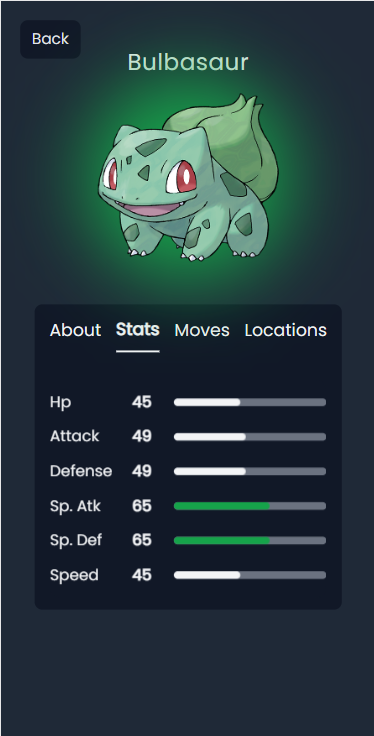 Back
Bulbasaur
About Stats Moves Locations
Hp 45
Attack 49
Defense 49
Sp. Atk 65
Sp. Def 65
Speed 45